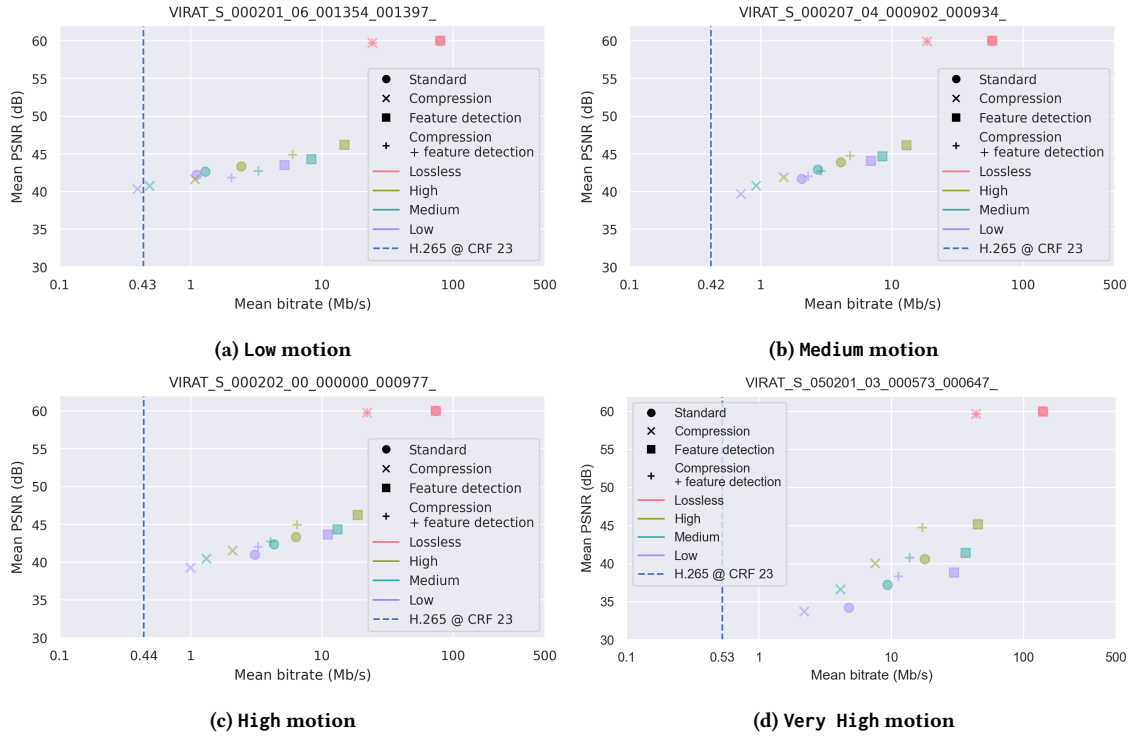 VIRAT_S_000201_06_001354_001397_
Mean PSNR (dB)
60
55
50
45
40
35
30
Standard
Compression
Feature detection
Compression
+ feature detection
Lossless
High
Medium
Low
H.265 @ CRF 23
0.1 0.43 1 10 100 500
Mean bitrate (Mb/s)
(a) Low motion
VIRAT_S_000207_04_000902_000934_
Mean PSNR (dB)
60
55
50
45
40
35
30
Standard
Compression
Feature detection
Compression
+ feature detection
Lossless
High
Medium
Low
H.265 @ CRF 23
0.1 0.42 1 10 100 500
Mean bitrate (Mb/s)
(b) Medium motion
VIRAT_S_000202_00_000000_000977_
Mean PSNR (dB)
60
55
50
45
40
35
30
Standard
Compression
Feature detection
Compression
+ feature detection
Lossless
High
Medium
Low
H.265 @ CRF 23
0.1 0.44 1 10 100 500
Mean bitrate (Mb/s)
(c) High motion
VIRAT_S_050201_03_000573_000647_
Mean PSNR (dB)
60
55
50
45
40
35
30
Standard
Compression
Feature detection
Compression
+ feature detection
Lossless
High
Medium
Low
H.265 @ CRF 23
0.1 0.53 1 10 100 500
Mean bitrate (Mb/s)
(d) Very High motion